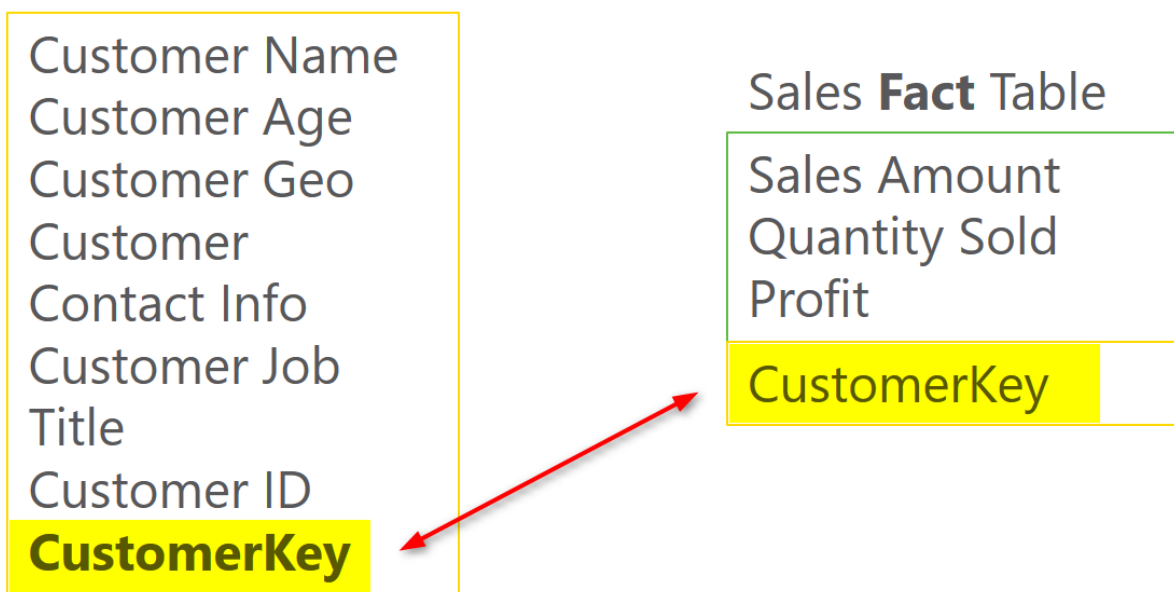 Customer Name
Customer Age
Customer Geo
Customer
Contact Info
Customer Job
Title
Customer ID
CustomerKey
Sales Fact Table
Sales Amount
Quantity Sold
Profit
CustomerKey